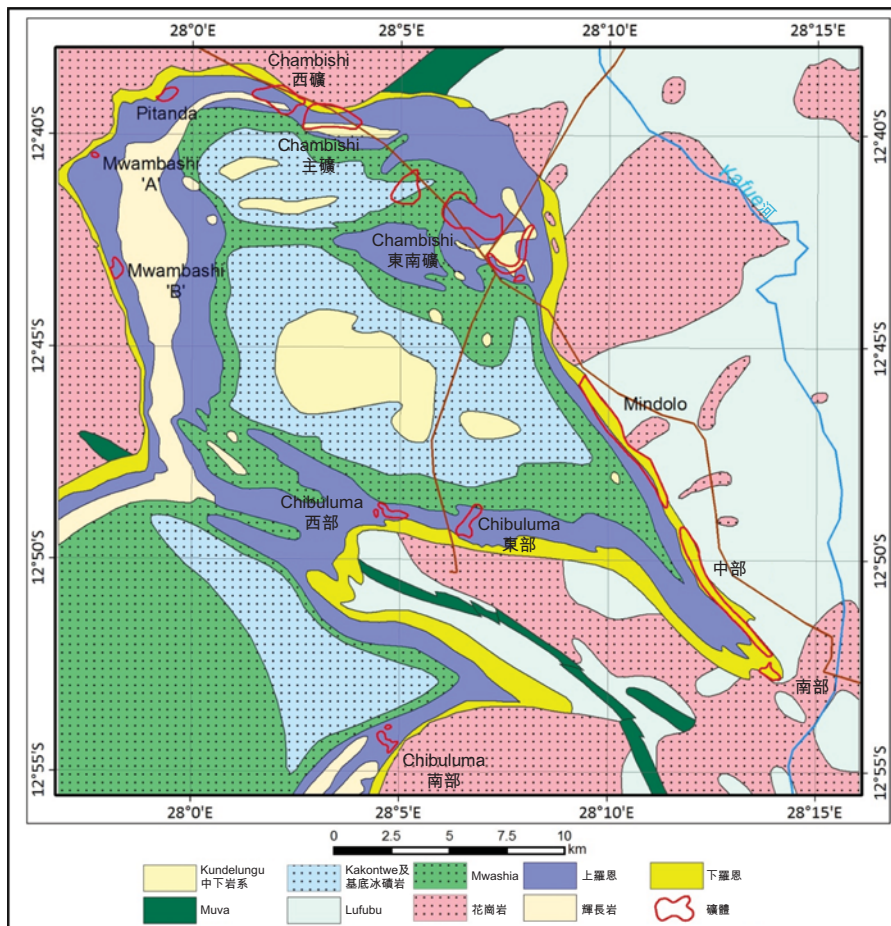 28°0'E
28°5'E
28°10'E
28°15'E
12°40'S
12°45'S
12°50'S
12°55'S
12°40'S
12°45'S
12°50'S
12°55'S
Chambishi
西礦
Pitanda
Chambishi
主礦
Mwambashi
'A'
Kafue河
Chambishi
東南礦
Mwambashi
'B'
Mindolo
Chibuluma
西部
Chibuluma
東部
中部
南部
Chibuluma
南部
28°0'E
28°5'E
28°10'E
28°15'E
0 2.5 5 7.5 10
km
Kundelungu
中下岩系
Kakontwe及
基底冰磧岩
Mwashia
上羅恩
下羅恩
Muva
Lufubu
花崗岩
輝長岩
礦體